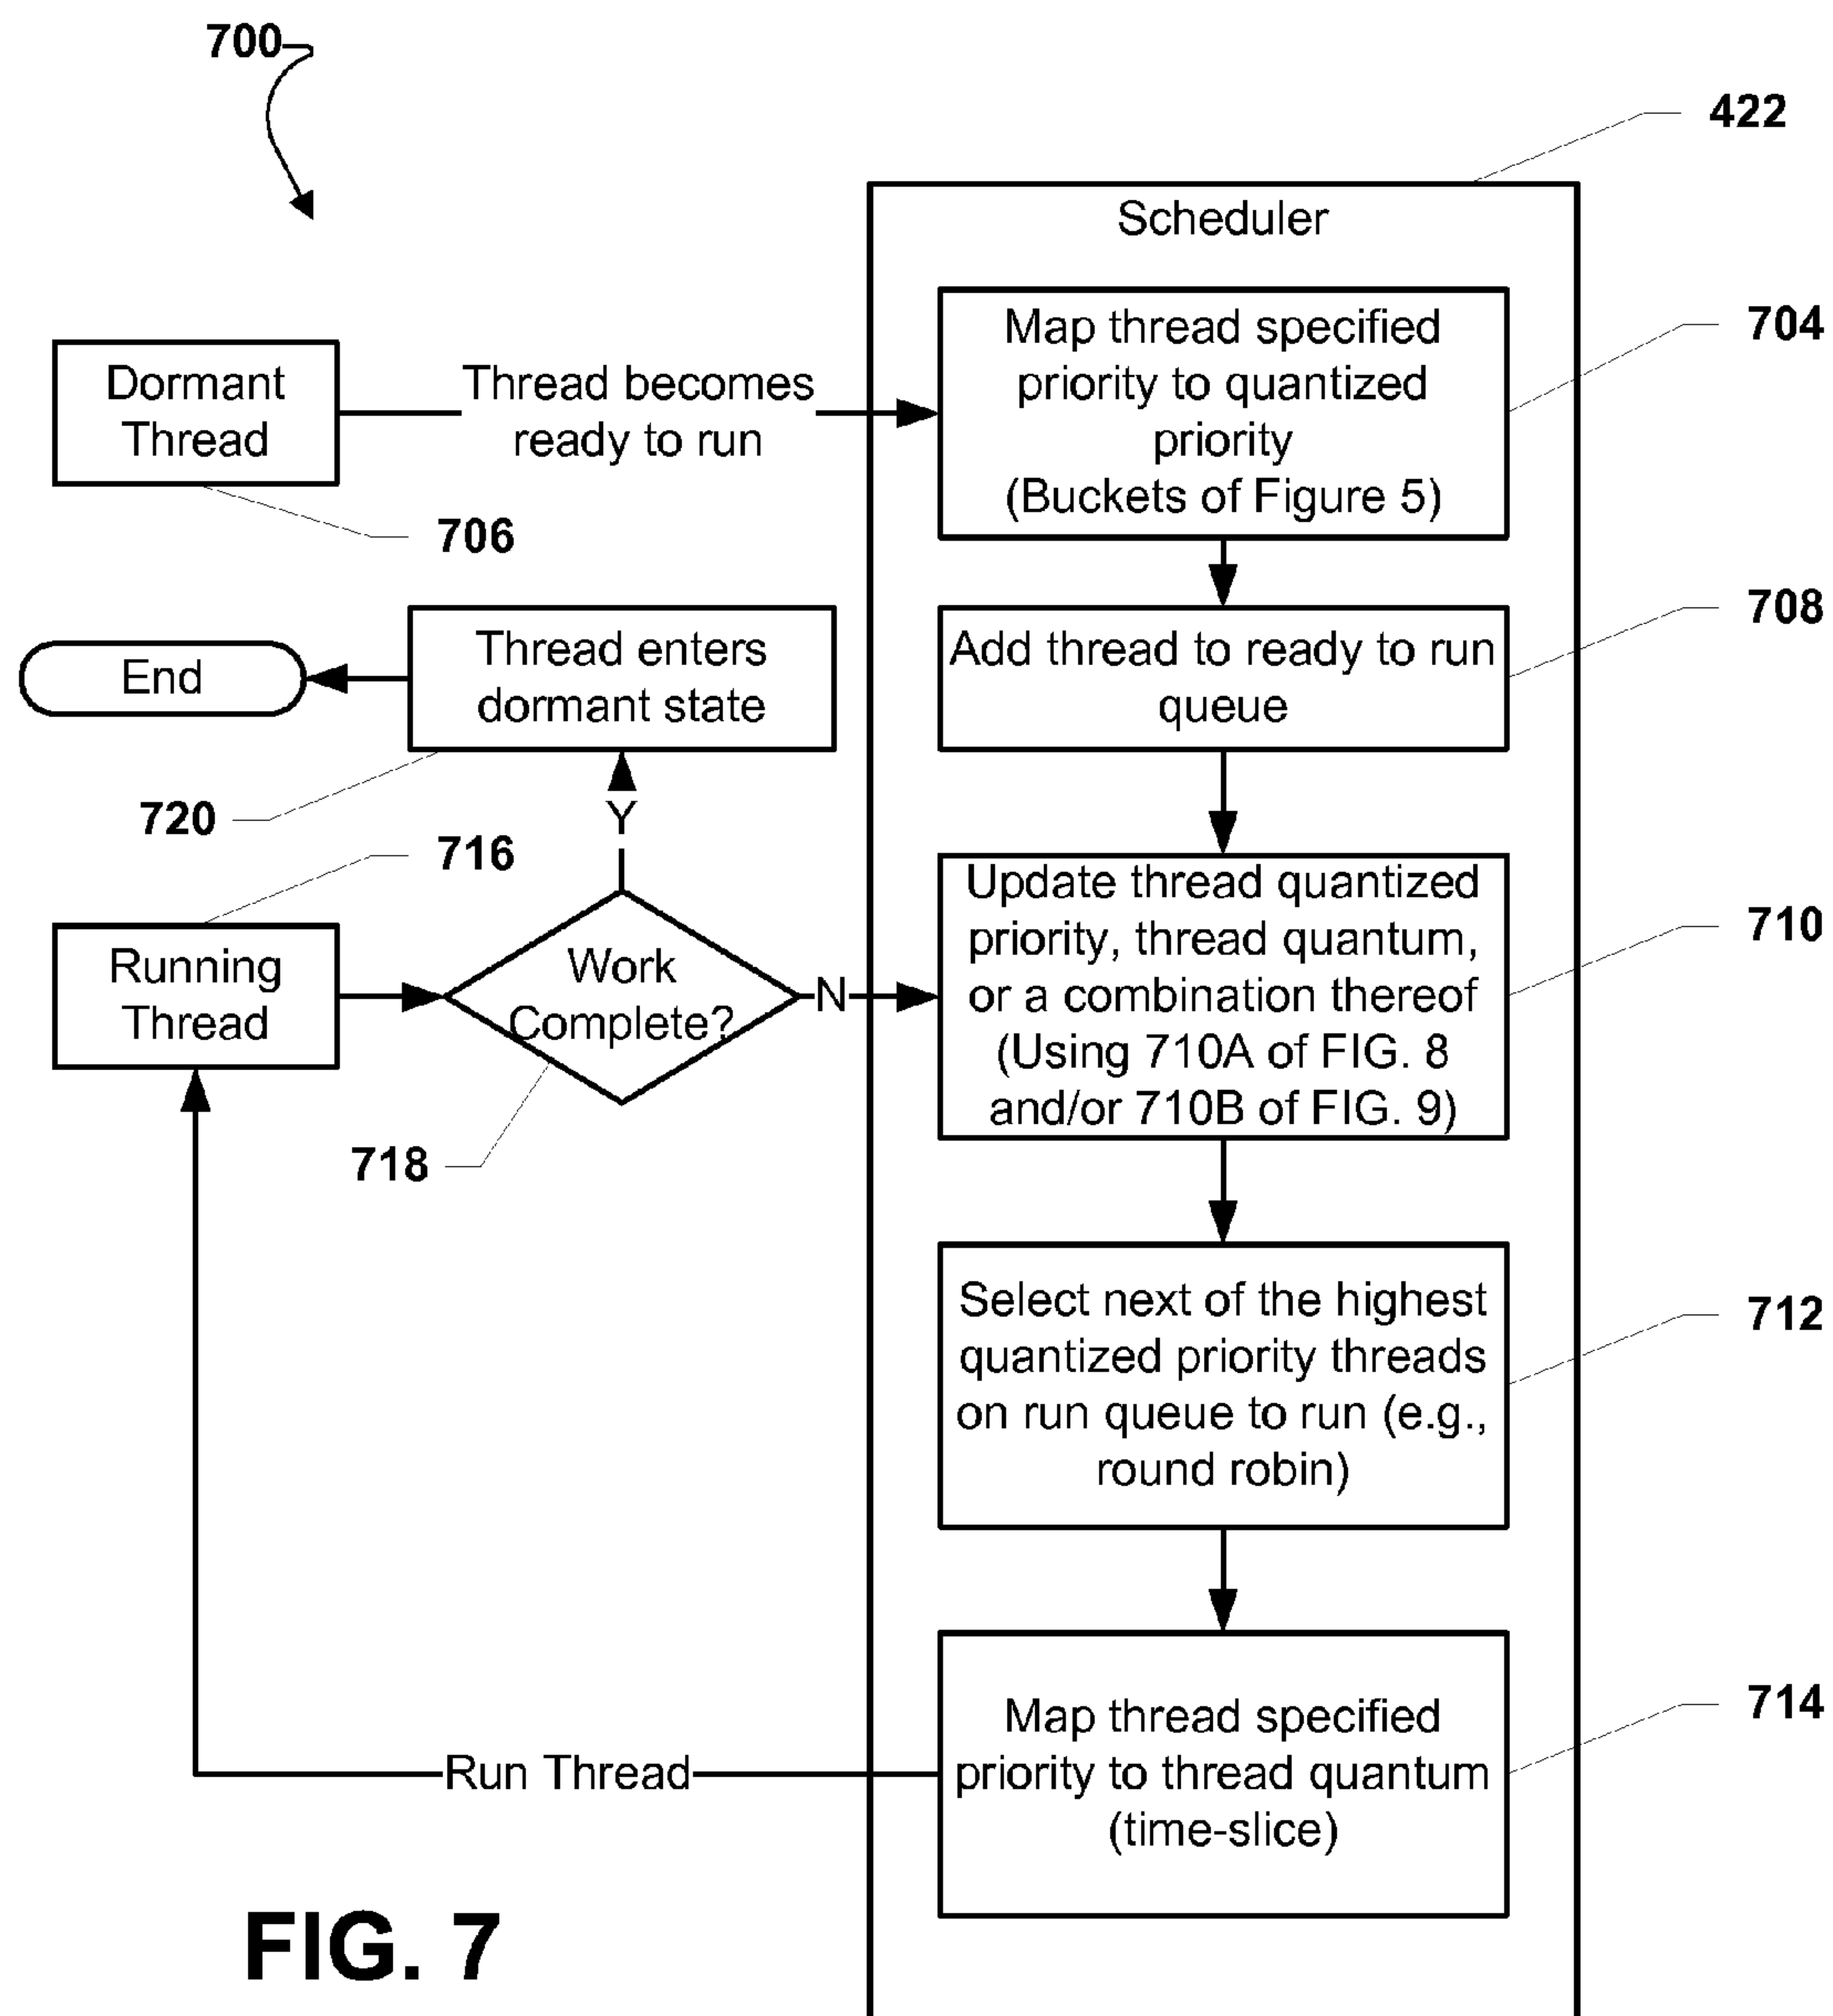 700
422
Scheduler
Map thread specified
priority to quantized
priority
(Buckets of Figure 5)
704
Dormant
Thread
Thread becomes
ready to run
706
Add thread to ready to run
queue
708
End
Thread enters
dormant state
720
Y
716
Running
Thread
Work
Complete?
N
718
Update thread quantized
priority, thread quantum,
or a combination thereof
(Using 710A of FIG. 8
and/or 710B of FIG. 9)
710
Select next of the highest
quantized priority threads
on run queue to run (e.g.,
round robin)
712
Map thread specified
priority to thread quantum
(time-slice)
714
Run Thread
FIG. 7